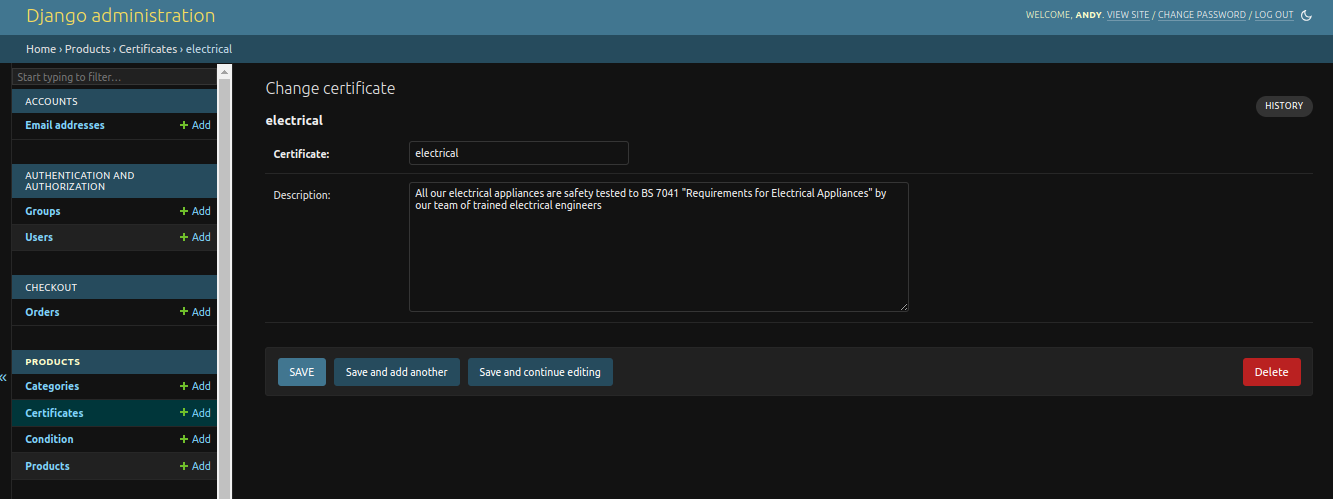 Django administration
WELCOME, ANDY. VIEW SITE / CHANGE PASSWORD / LOG OUT
Home › Products › Certificates › electrical
Start typing to filter...
ACCOUNTS
Email addresses + Add
AUTHENTICATION AND
AUTHORIZATION
Groups + Add
Users + Add
CHECKOUT
Orders + Add
PRODUCTS
Categories + Add
Certificates + Add
Condition + Add
Products + Add
«
Change certificate
HISTORY
electrical
Certificate: electrical
Description: All our electrical appliances are safety tested to BS 7041 "Requirements for Electrical Appliances" by
our team of trained electrical engineers
SAVE Save and add another Save and continue editing Delete